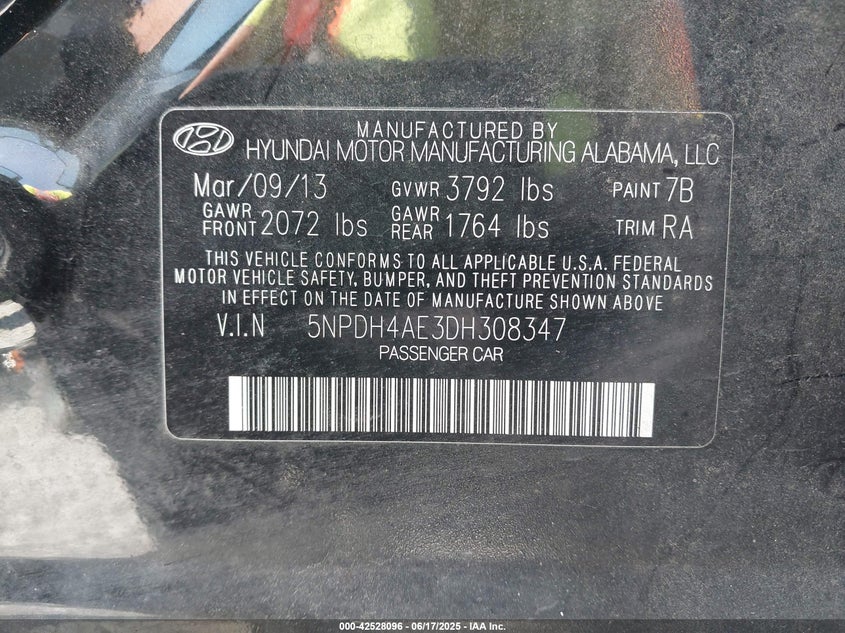 MANUFACTURED BY
HYUNDAI MOTOR MANUFACTURING ALABAMA, LLC
Mar/09/13 GVWR 3792 lbs PAINT 7B
GAWR FRONT 2072 lbs GAWR REAR 1764 lbs TRIM RA
THIS VEHICLE CONFORMS TO ALL APPLICABLE U.S.A. FEDERAL
MOTOR VEHICLE SAFETY, BUMPER, AND THEFT PREVENTION STANDARDS
IN EFFECT ON THE DATE OF MANUFACTURE SHOWN ABOVE
V.I.N 5NPDH4AE3DH308347
PASSENGER CAR
000-42528096 - 06/17/2025 - IAA Inc.